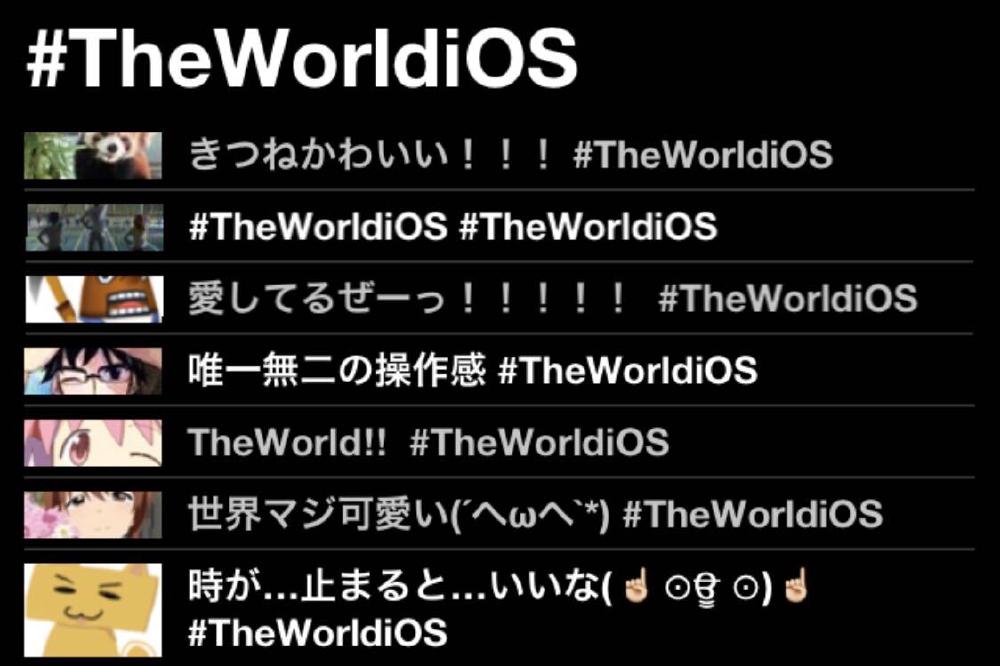 #TheWorldiOS
きつねかわいい！！！ #TheWorldiOS
#TheWorldiOS #TheWorldiOS
愛してるぜーっ！！！！！ #TheWorldiOS
唯一無二の操作感 #TheWorldiOS
TheWorld!! #TheWorldiOS
世界マジ可愛い(´へωへ`*) #TheWorldiOS
時が…止まると…いいな(☝🏻 ⊙ө̤̻ ⊙)☝🏻
#TheWorldiOS